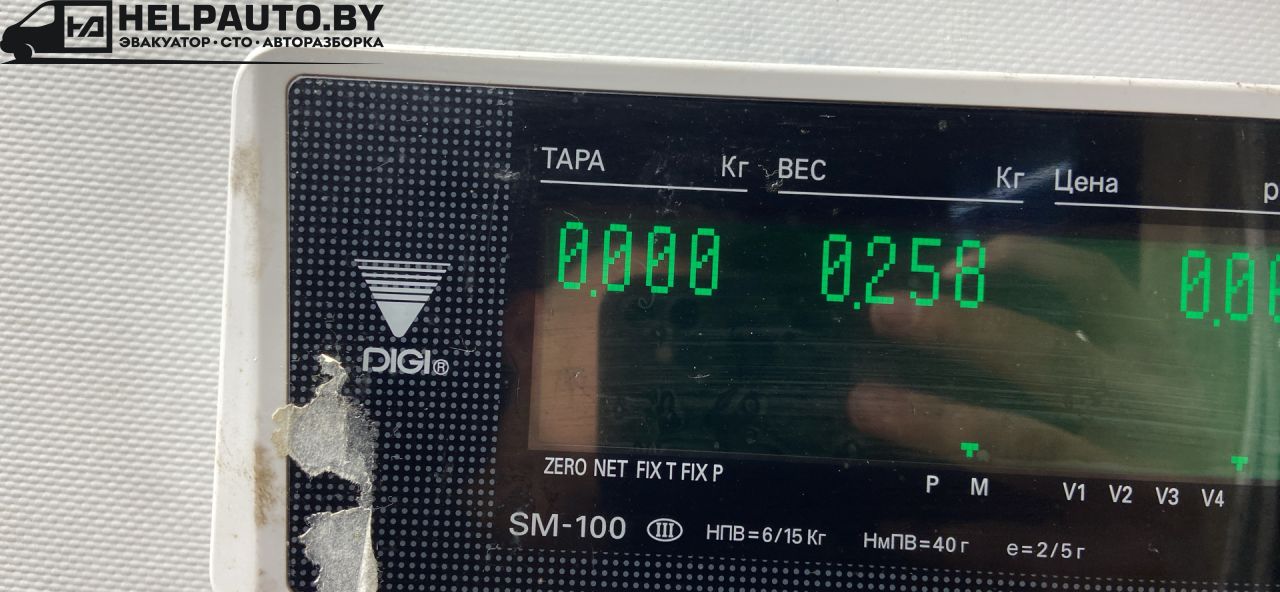 HELPAUTO.BY
ЭВАКУАТОР·СТО·АВТОРАЗБОРКА
ТАРА Кг ВЕС Кг Цена
0.000 0.258
DIGI®
ZERO NET FIX T FIX P P M V1 V2 V3 V4
SM-100 III НПВ=6/15 Кг НмПВ=40 г е=2/5 г